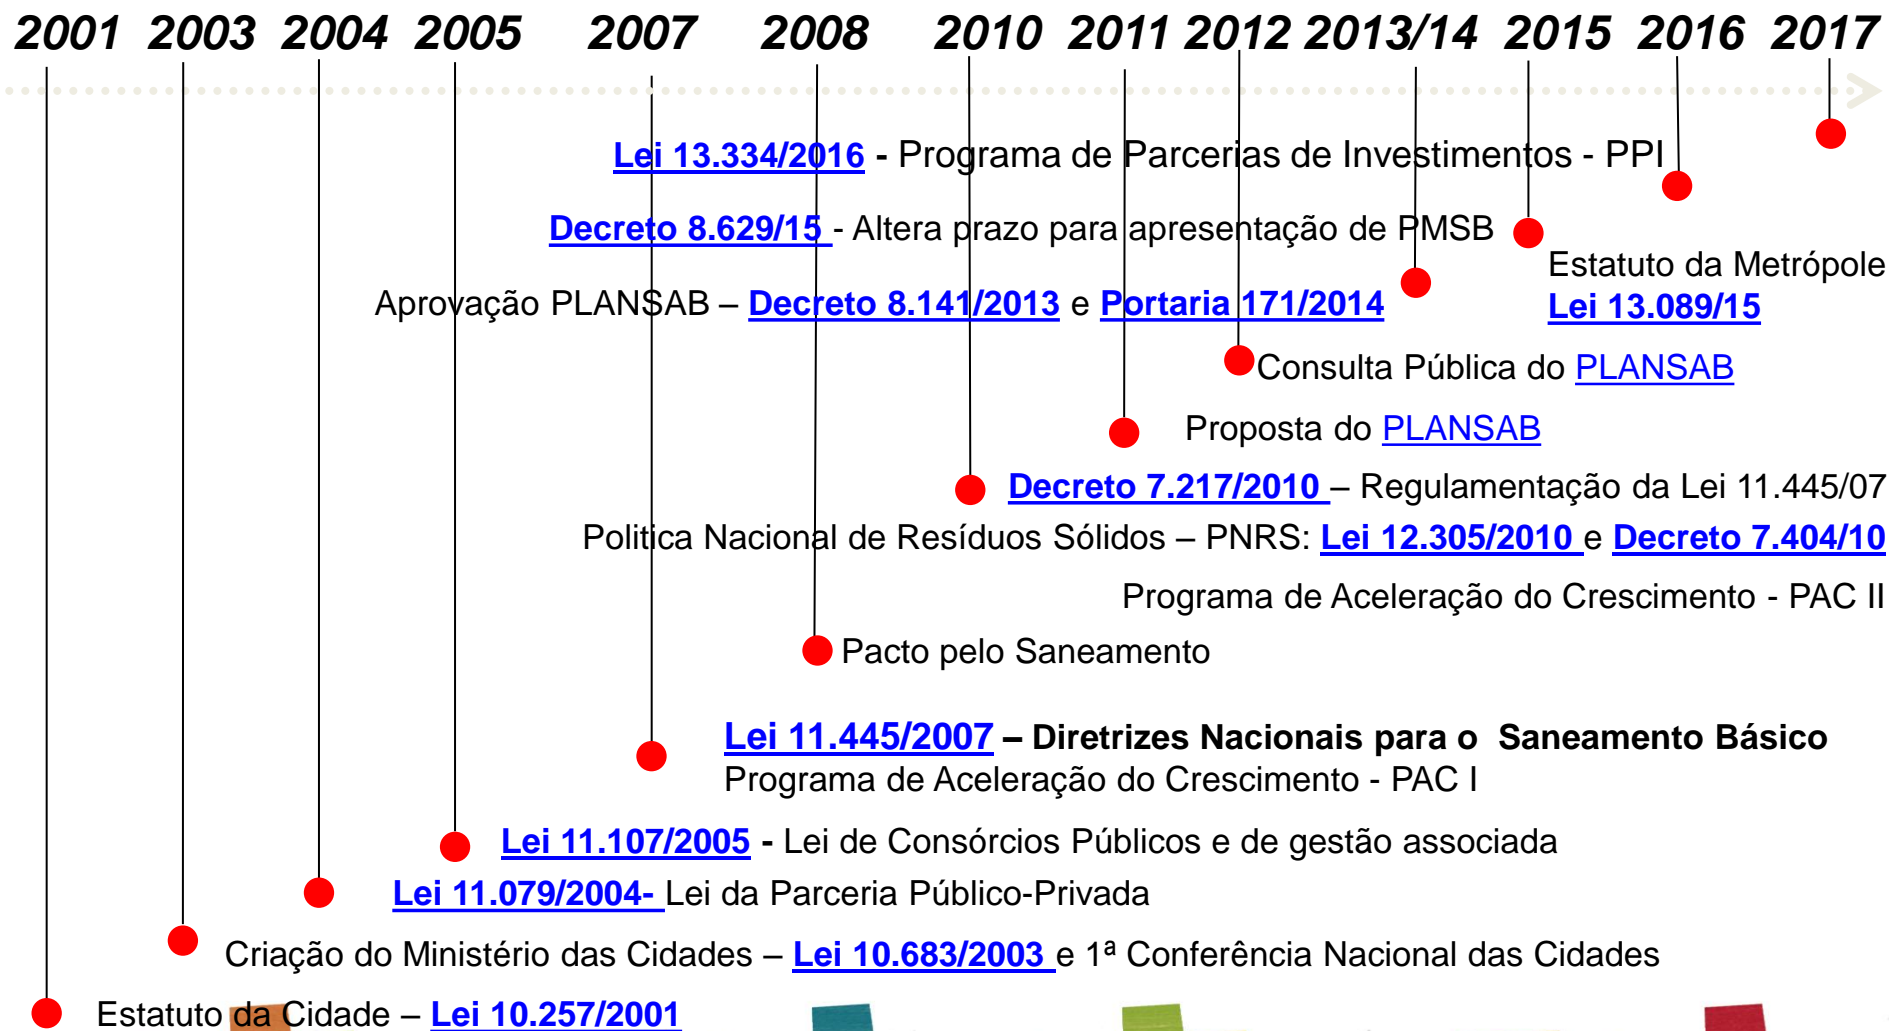 2001 2003 2004 2005 2007 2008 2010 2011 2012 2013/14 2015 2016 2017
Lei 13.334/2016 - Programa de Parcerias de Investimentos - PPI
Decreto 8.629/15 - Altera prazo para apresentação de PMSB
Estatuto da Metrópole
Lei 13.089/15
Aprovação PLANSAB – Decreto 8.141/2013 e Portaria 171/2014
Consulta Pública do PLANSAB
Proposta do PLANSAB
Decreto 7.217/2010 – Regulamentação da Lei 11.445/07
Politica Nacional de Resíduos Sólidos – PNRS: Lei 12.305/2010 e Decreto 7.404/10
Programa de Aceleração do Crescimento - PAC II
Pacto pelo Saneamento
Lei 11.445/2007 – Diretrizes Nacionais para o Saneamento Básico
Programa de Aceleração do Crescimento - PAC I
Lei 11.107/2005 - Lei de Consórcios Públicos e de gestão associada
Lei 11.079/2004- Lei da Parceria Público-Privada
Criação do Ministério das Cidades – Lei 10.683/2003 e 1ª Conferência Nacional das Cidades
Estatuto da Cidade – Lei 10.257/2001